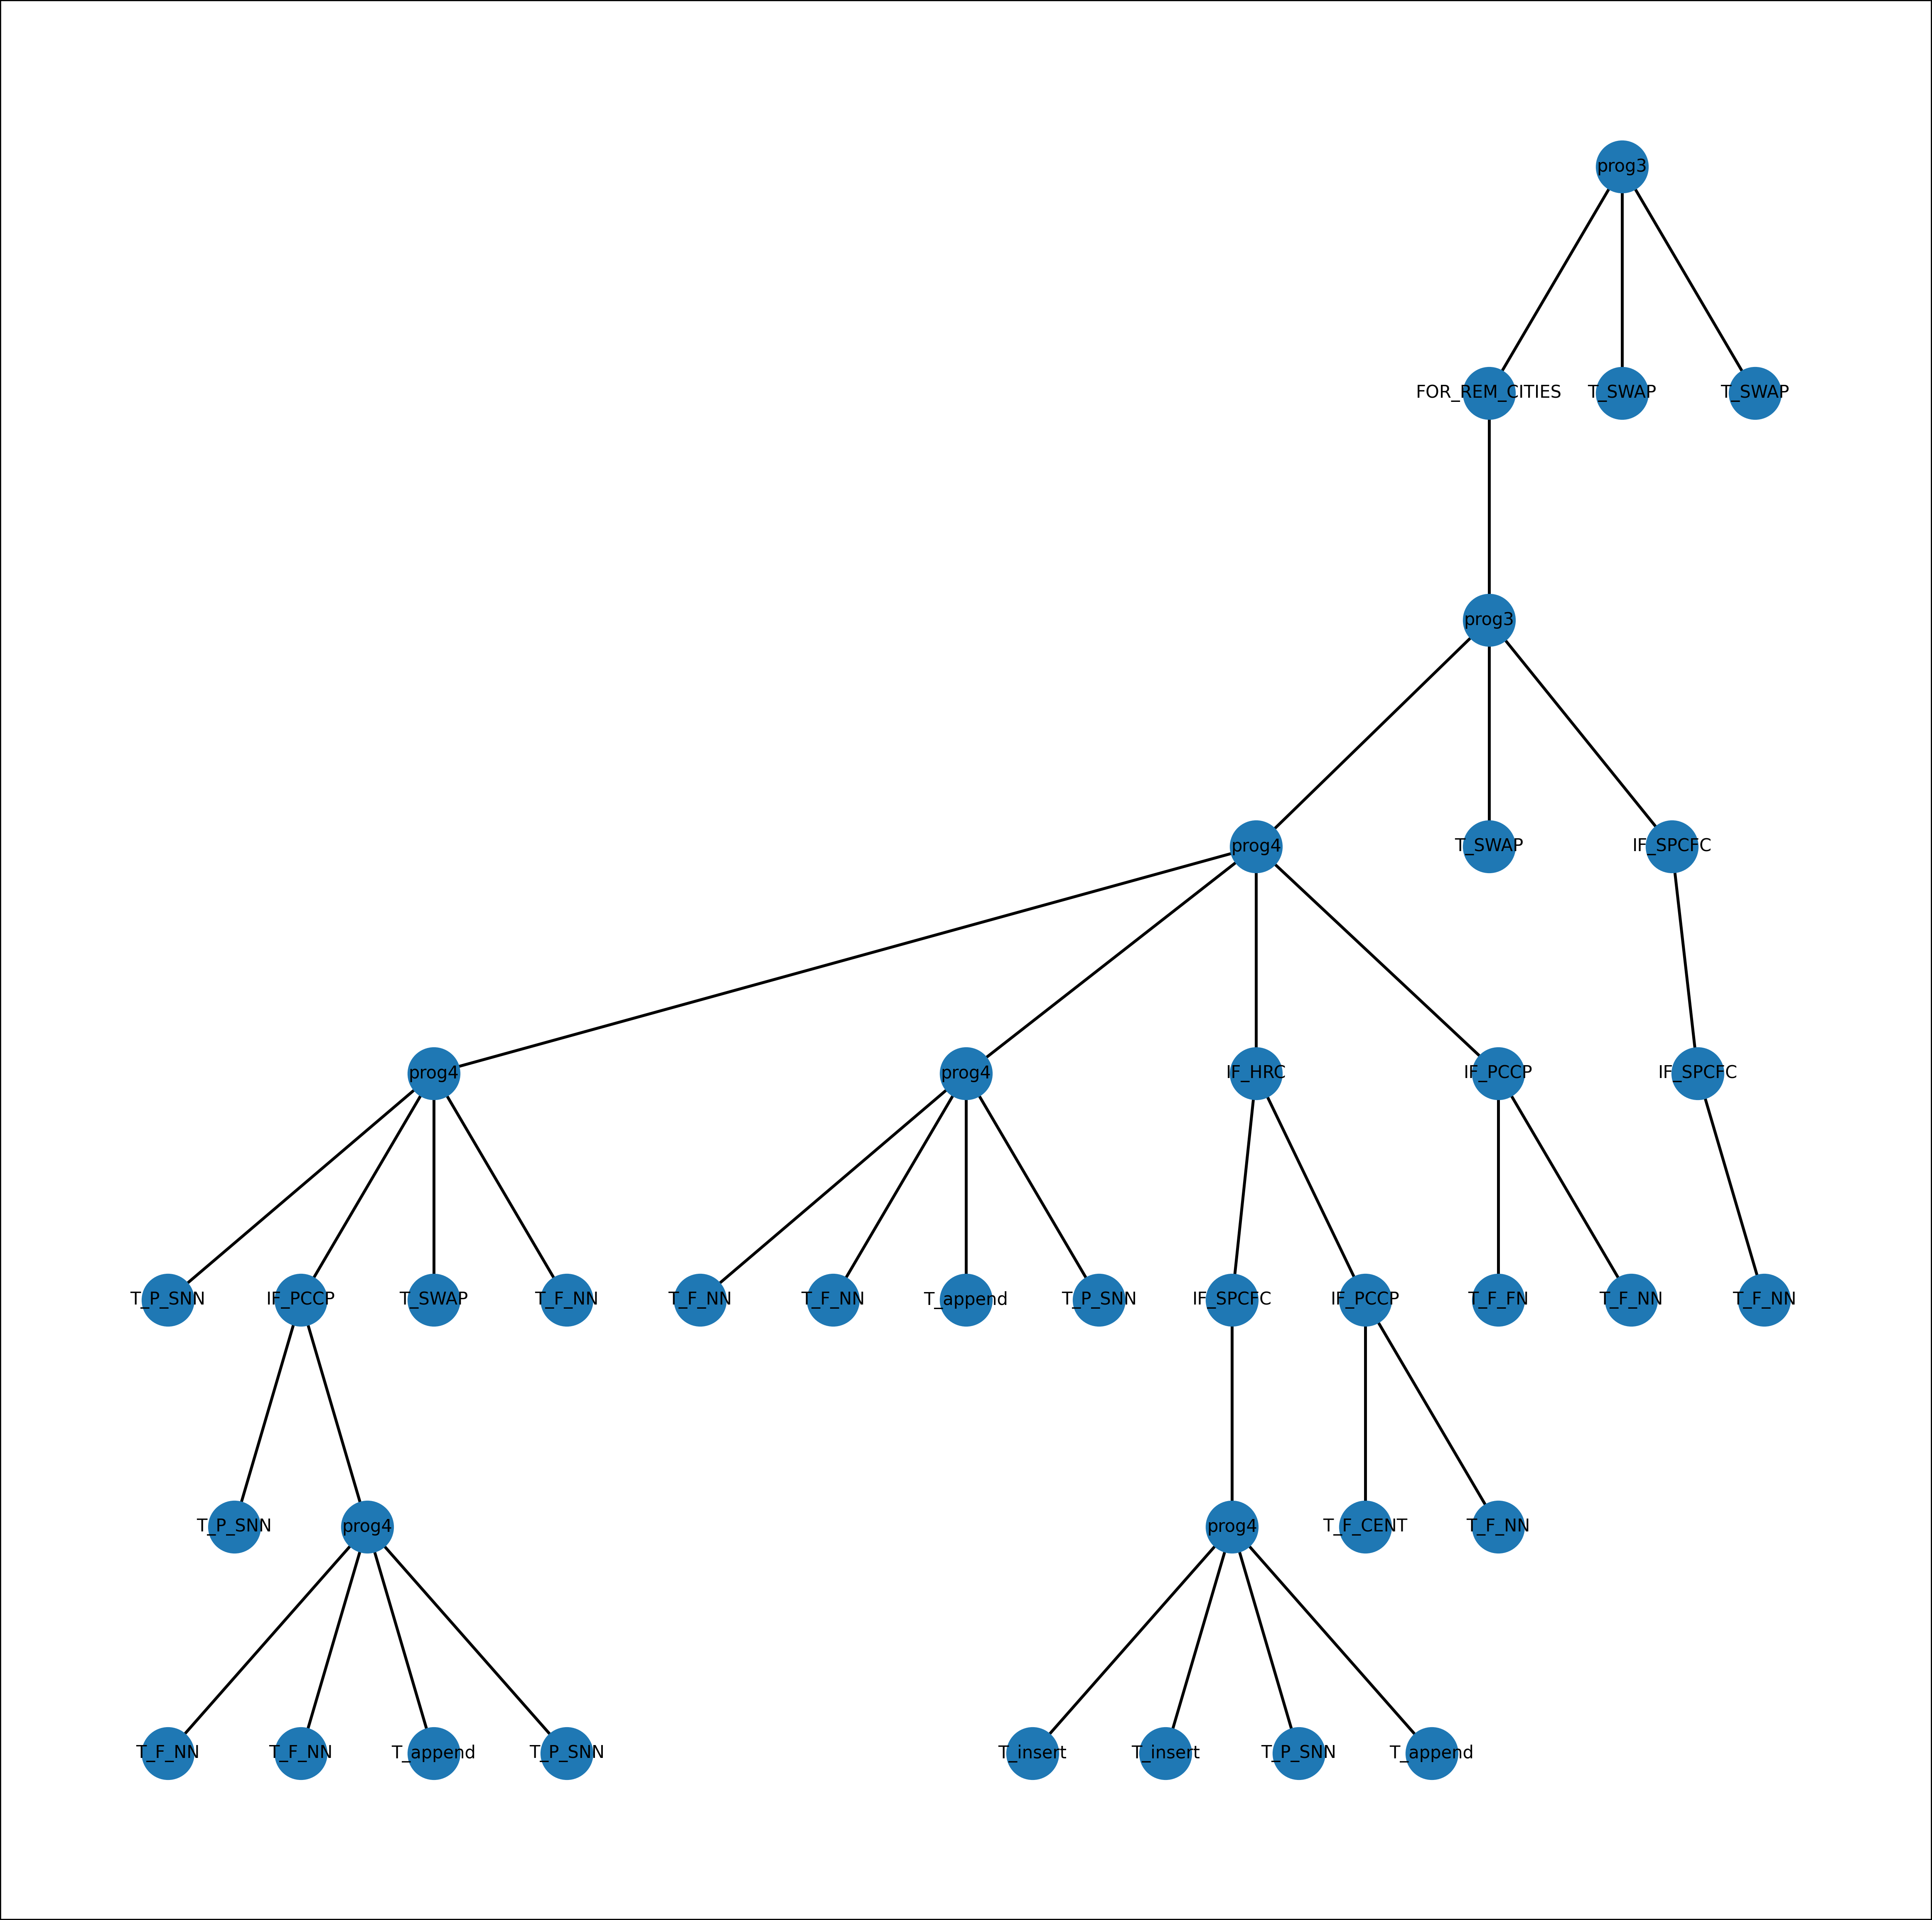 prog3
FOR_REM_CITIES T_SWAP T_SWAP
prog3
prog4 T_SWAP IF_SPCFC
prog4 prog4 IF_HRC IF_PCCP IF_SPCFC
T_P_SNN IF_PCCP T_SWAP T_F_NN T_F_NN T_F_NN T_append T_P_SNN IF_SPCFC IF_PCCP T_F_FN T_F_NN T_F_NN
T_P_SNN prog4 prog4 T_F_CENT T_F_NN
T_F_NN T_F_NN T_append T_P_SNN T_insert T_insert T_P_SNN T_append